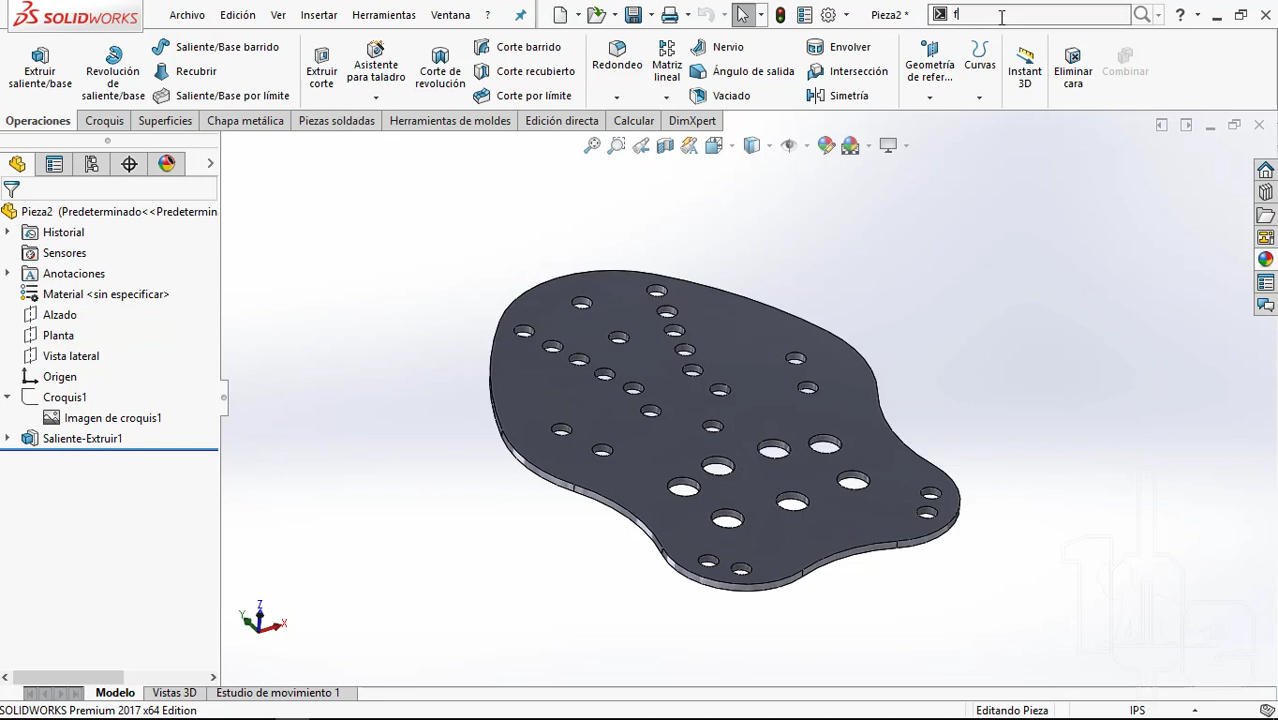 SOLIDWORKS
Archivo Edición Ver Insertar Herramientas Ventana ?
Pieza2 *
f
?
Extruir saliente/base
Revolución de saliente/base
Saliente/Base barrido
Recubrir
Saliente/Base por límite
Extruir corte
Asistente para taladro
Corte de revolución
Corte barrido
Corte recubierto
Corte por límite
Redondeo
Matriz lineal
Nervio
Ángulo de salida
Vaciado
Envolver
Intersección
Simetría
Geometría de refer...
Curvas
Instant 3D
Eliminar cara
Combinar
Operaciones Croquis Superficies Chapa metálica Piezas soldadas Herramientas de moldes Edición directa Calcular DimXpert
Pieza2 (Predeterminado<<Predetermin
Historial
Sensores
Anotaciones
Material <sin especificar>
Alzado
Planta
Vista lateral
Origen
Croquis1
Imagen de croquis1
Saliente-Extruir1
Z
Y
X
Modelo Vistas 3D Estudio de movimiento 1
SOLIDWORKS Premium 2017 x64 Edition
Editando Pieza
IPS